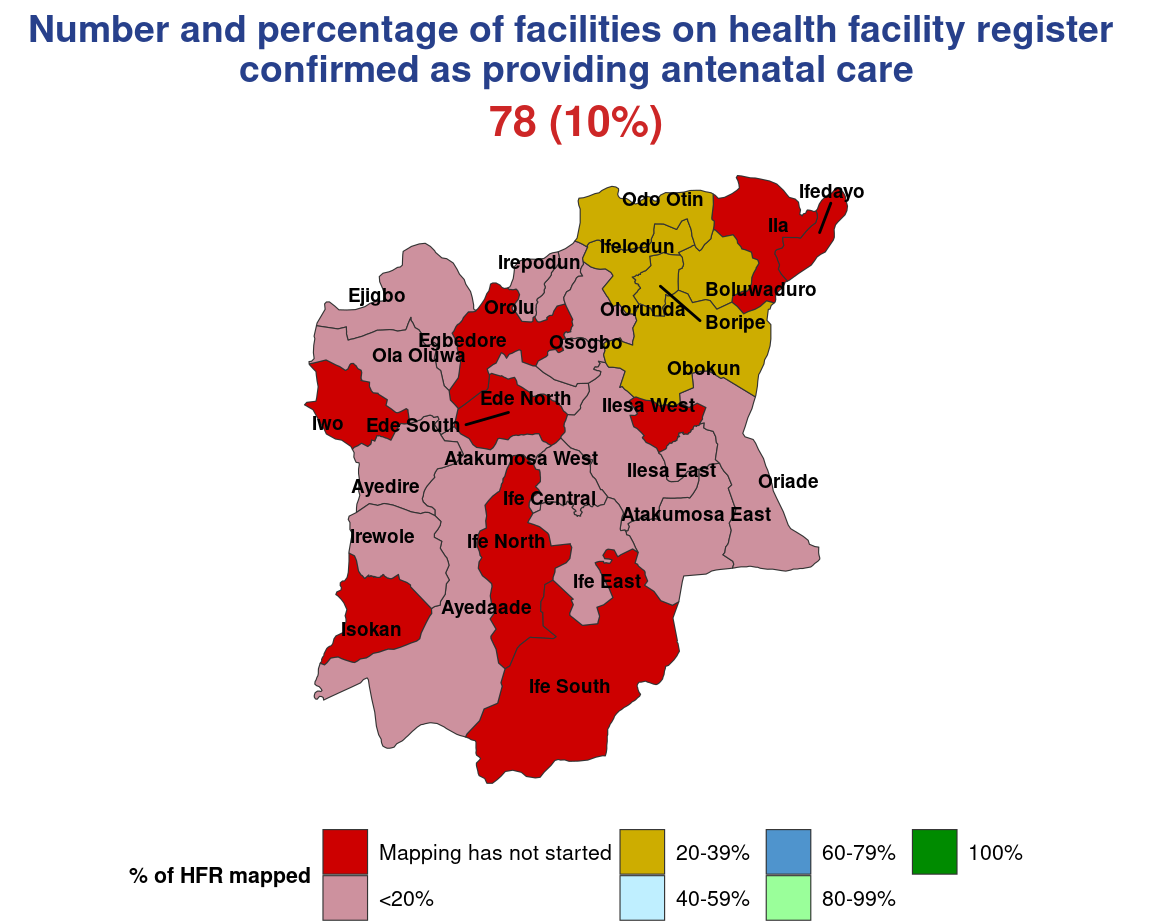 Number and percentage of facilities on health facility register
confirmed as providing antenatal care
78 (10%)
Ifedayo
Odo Otin
Ila
Ifelodun
Irepodun
Boluwaduro
Ejigbo
Orolu
Olorunda
Boripe
Egbedore
Osogbo
Ola Oluwa
Obokun
Ede North
Ilesa West
Iwo
Ede South
Atakumosa West
Ilesa East
Oriade
Ayedire
Ife Central
Atakumosa East
Irewole
Ife North
Ife East
Ayedaade
Isokan
Ife South
% of HFR mapped
Mapping has not started
<20%
20-39%
40-59%
60-79%
80-99%
100%